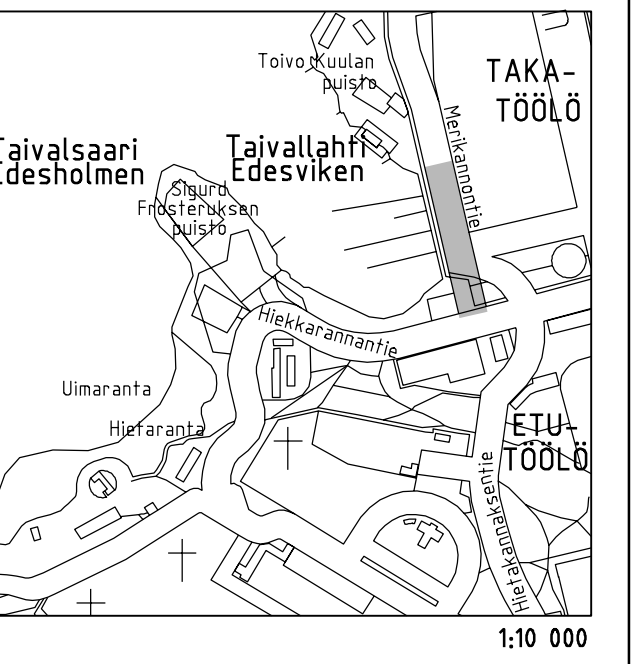 Toivo Kuulan
puisto
TAKA-
TÖÖLÖ
Merikannontie
aivalsaari
Edesholmen
Taivallahti
Edesviken
Sigurd
Frosteruksen
puisto
Hiekkarannantie
Uimaranta
Hietaranta
ETU-
TÖÖLÖ
Hietakannaksentie
1:10 000